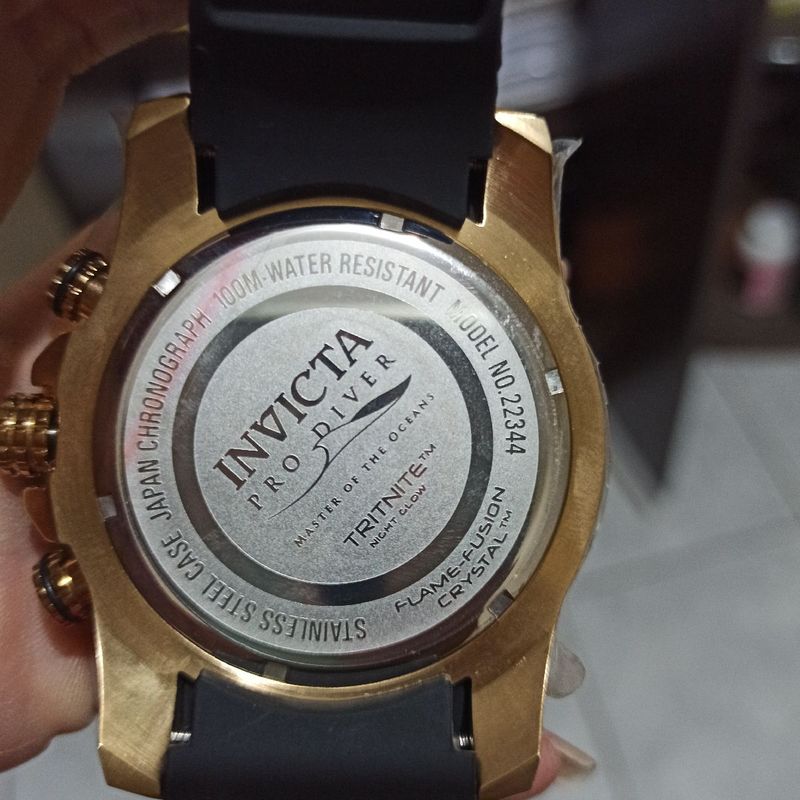 INVICTA
PRO DIVER
MASTER OF THE OCEANS
TRITNITE™
NIGHT GLOW
STAINLESS STEEL CASE JAPAN CHRONOGRAPH 100M-WATER RESISTANT MODEL NO.22344
FLAME-FUSION
CRYSTAL™